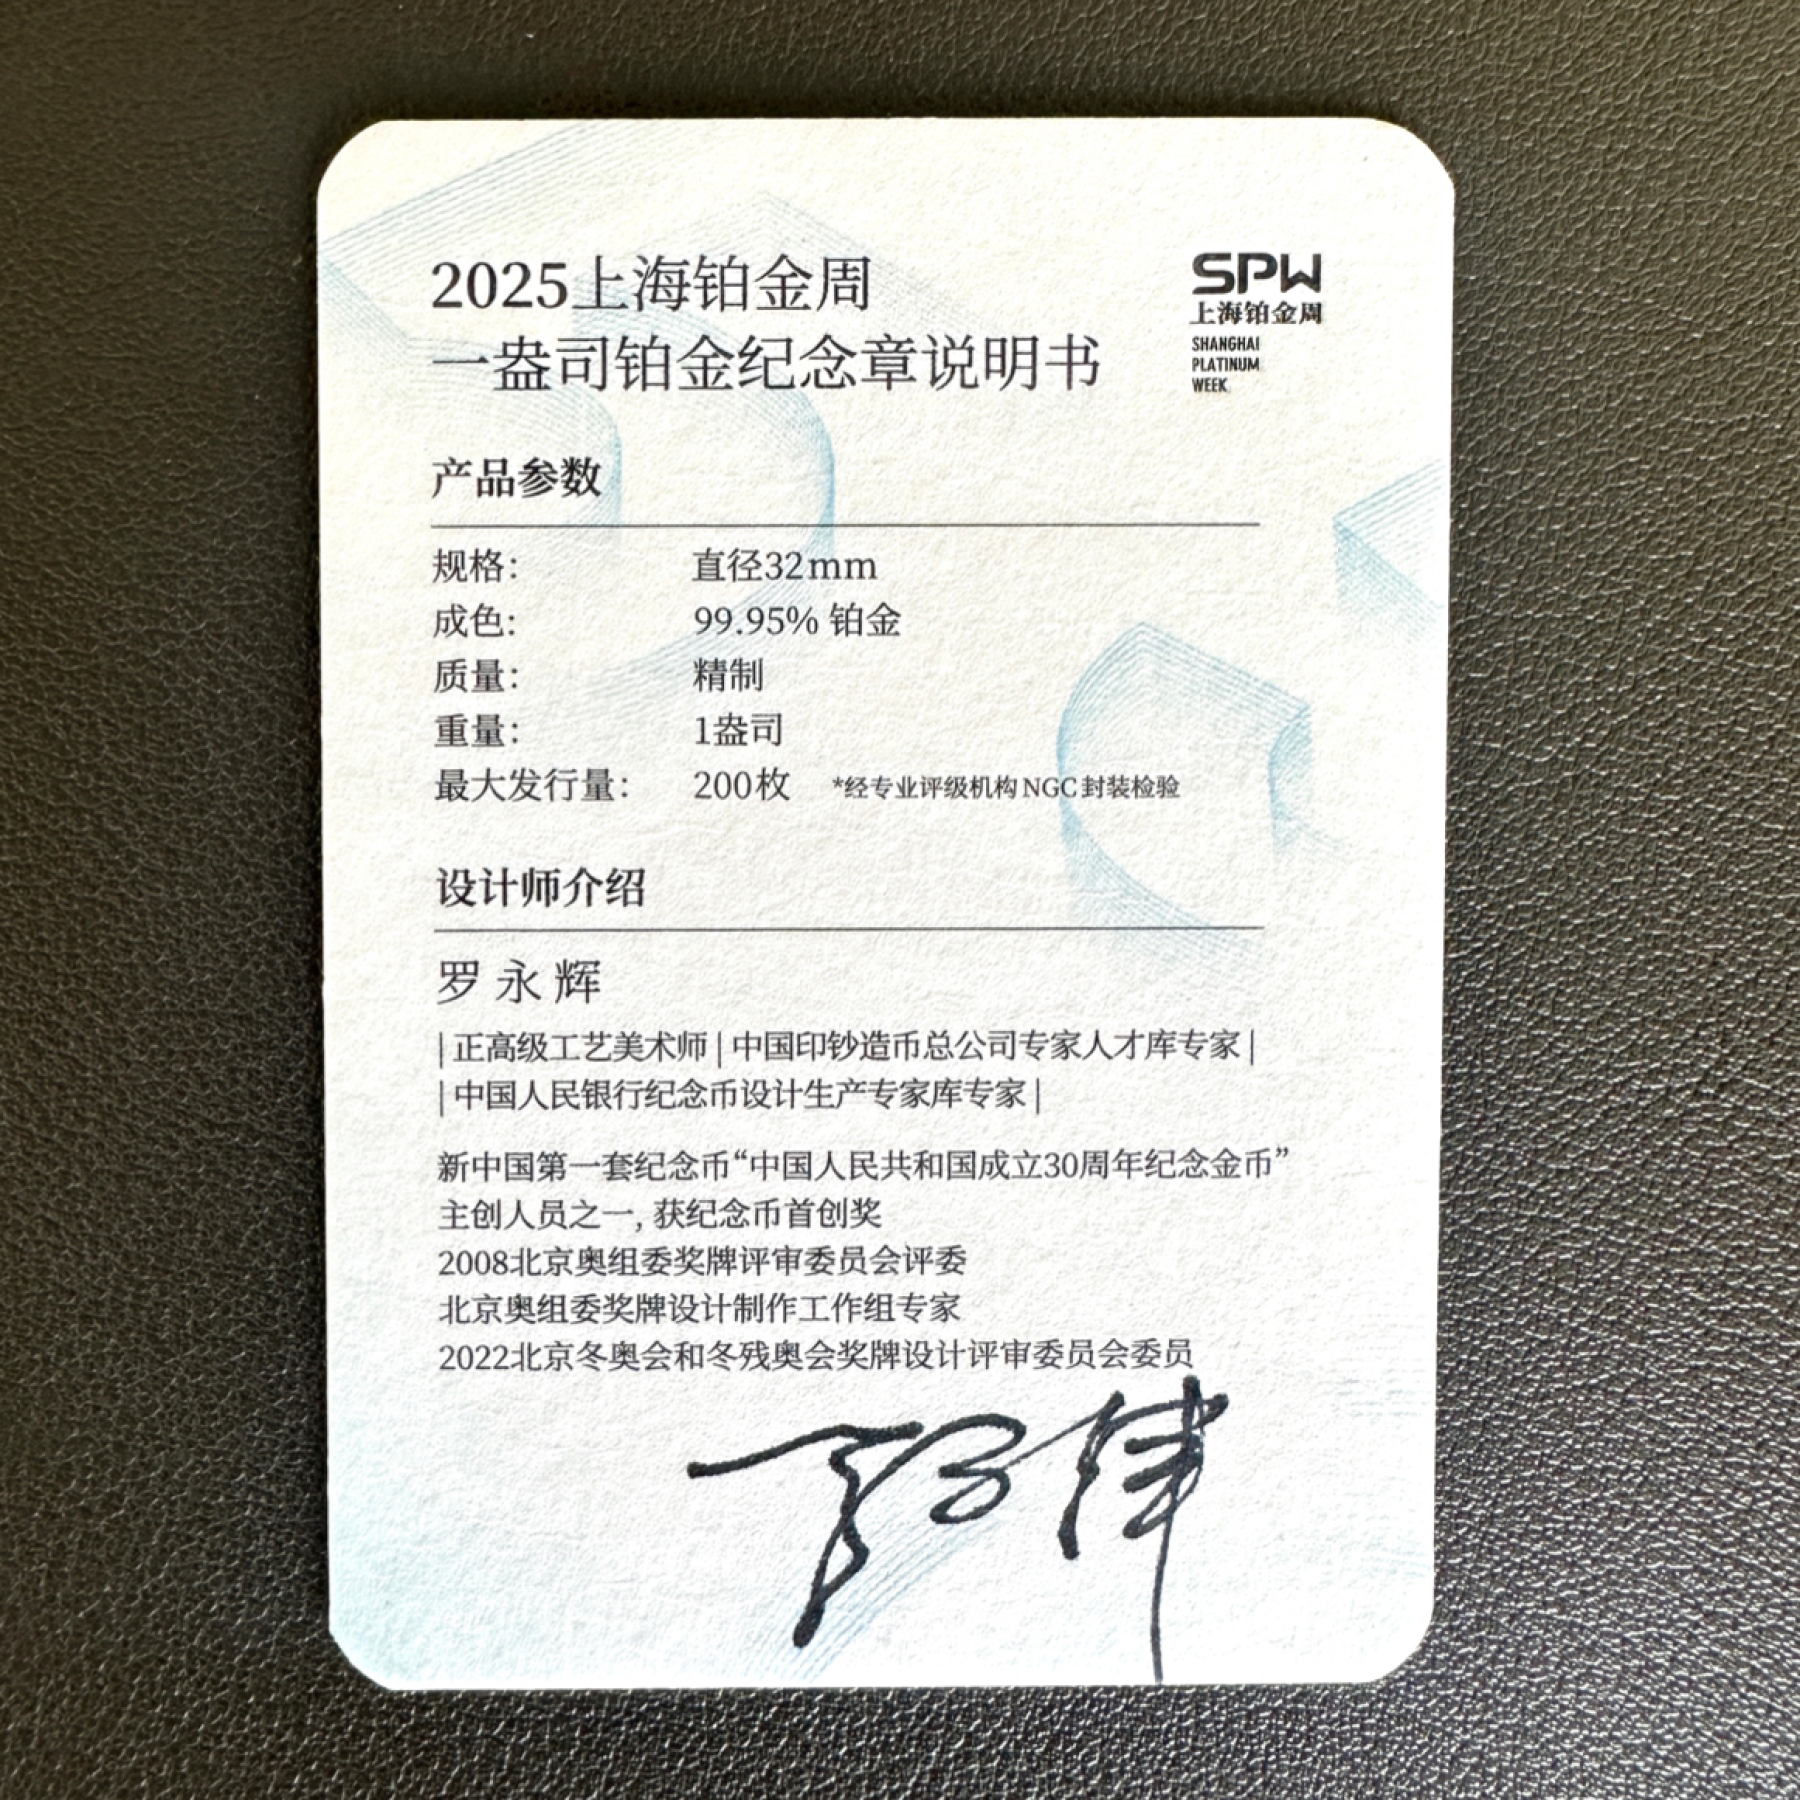 2025上海铂金周
一盎司铂金纪念章说明书
SPW
上海铂金周
SHANGHAI
PLATINUM
WEEK
产品参数
规格： 直径32mm
成色： 99.95% 铂金
质量： 精制
重量： 1盎司
最大发行量： 200枚 *经专业评级机构NGC封装检验
设计师介绍
罗永辉
|正高级工艺美术师|中国印钞造币总公司专家人才库专家|
|中国人民银行纪念币设计生产专家库专家|
新中国第一套纪念币“中国人民共和国成立30周年纪念金币”
主创人员之一, 获纪念币首创奖
2008北京奥组委奖牌评审委员会评委
北京奥组委奖牌设计制作工作组专家
2022北京冬奥会和冬残奥会奖牌设计评审委员会委员